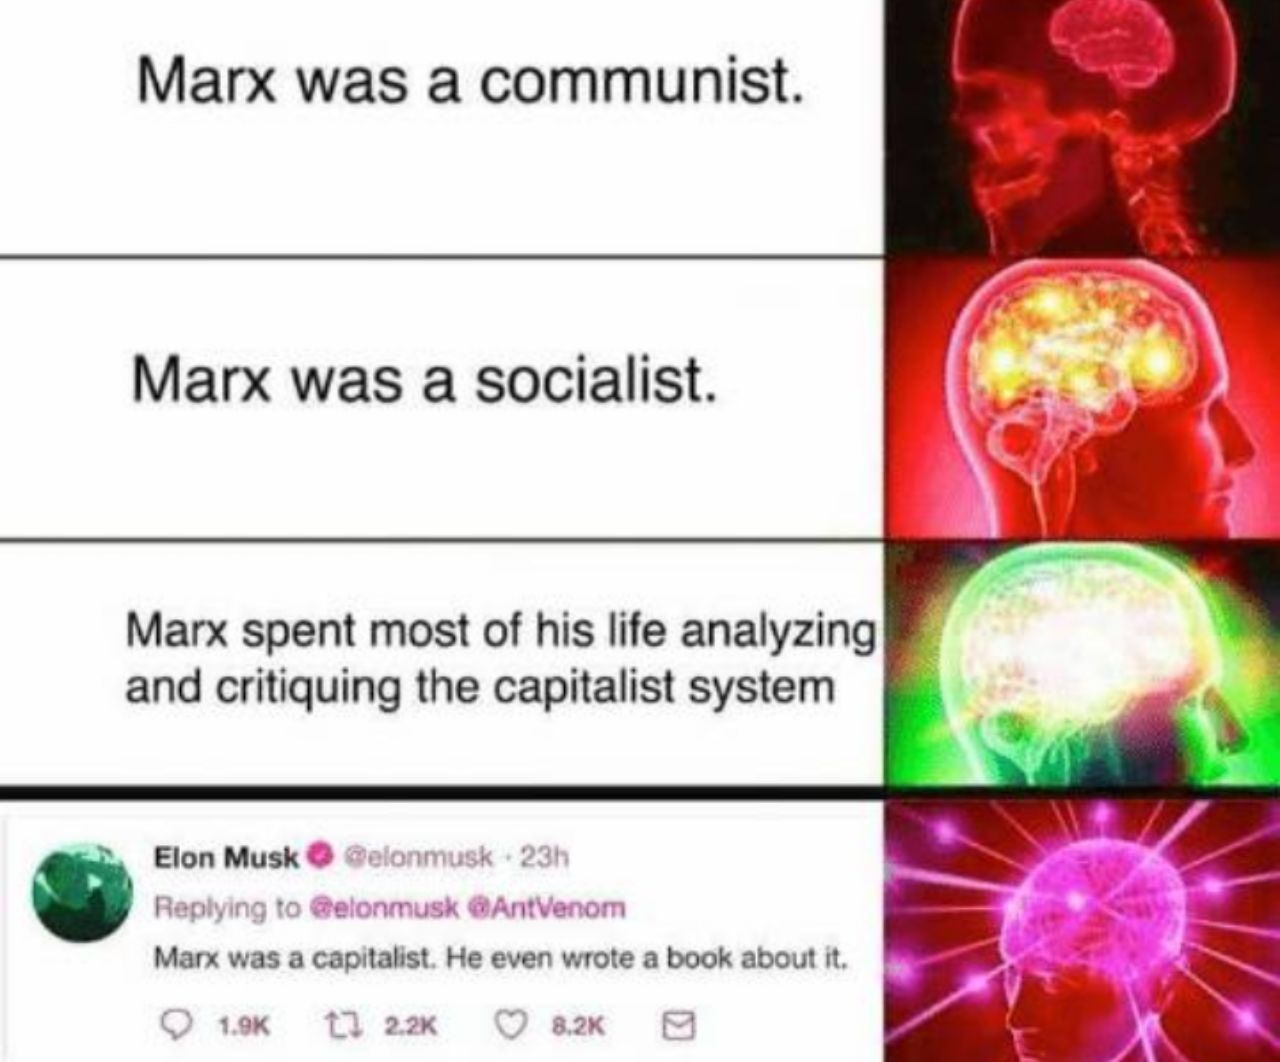 Marx was a communist.
Marx was a socialist.
Marx spent most of his life analyzing
and critiquing the capitalist system
Elon Musk @elonmusk · 23h
Replying to @elonmusk @AntVenom
Marx was a capitalist. He even wrote a book about it.
1.9K 2.2K 8.2K